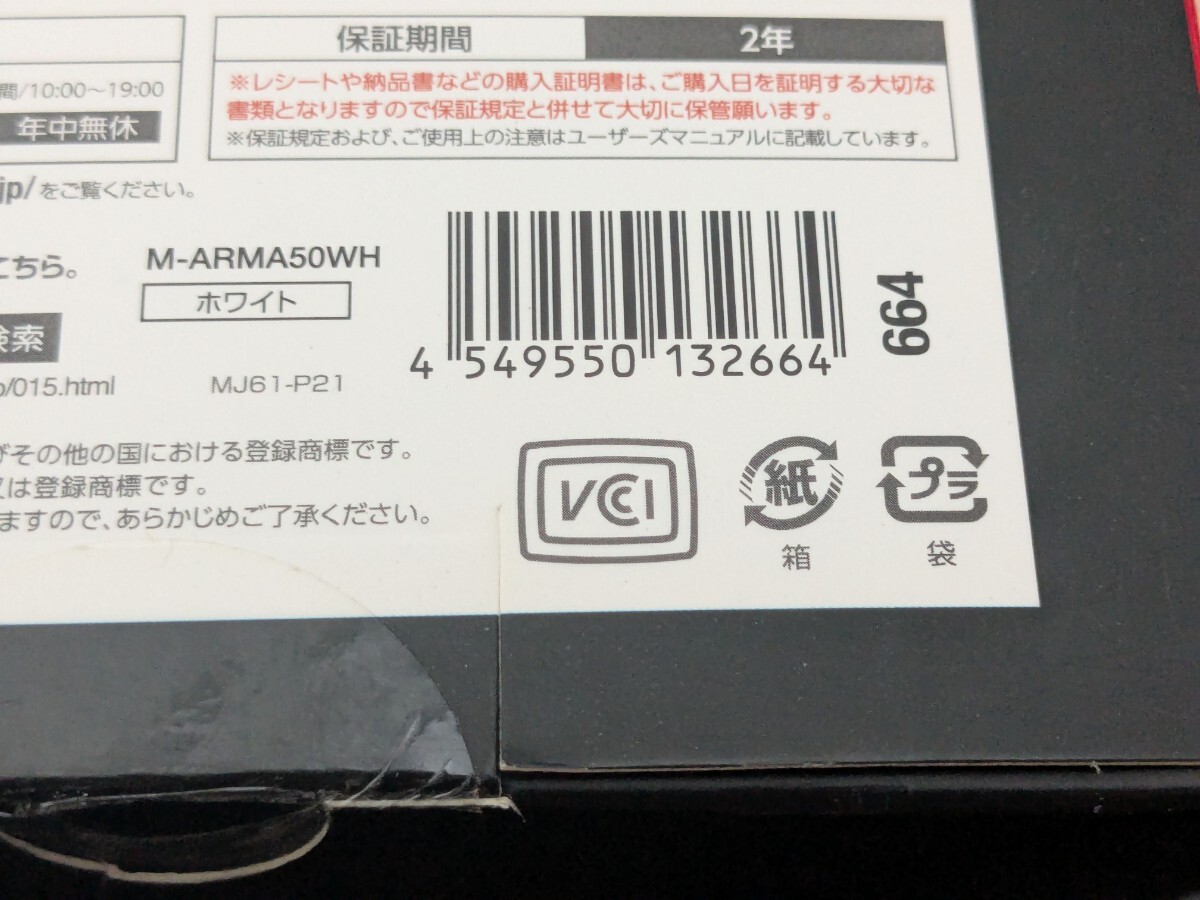 保証期間 2年
間/10:00～19:00
年中無休
※レシートや納品書などの購入証明書は、ご購入日を証明する大切な
書類となりますので保証規定と併せて大切に保管願います。
※保証規定および、ご使用上の注意はユーザーズマニュアルに記載しています。
jp/をご覧ください。
こちら。
M-ARMA50WH
ホワイト
検索
/015.html
MJ61-P21
4 549550 132664
664
びその他の国における登録商標です。
又は登録商標です。
ますので、あらかじめご了承ください。
VCCI
紙
箱
プラ
袋